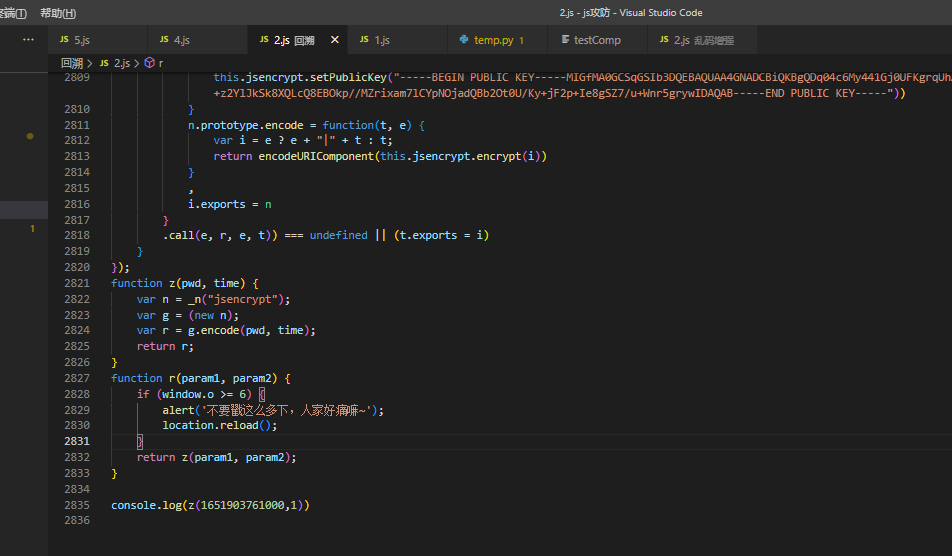 终端(T) 帮助(H) 2.js - js攻防 - Visual Studio Code
··· JS 5.js JS 4.js JS 2.js 回溯 × JS 1.js temp.py 1 testComp JS 2.js 乱码增强
回溯 > JS 2.js > r
2809 this.jsencrypt.setPublicKey("-----BEGIN PUBLIC KEY-----
+z2YlJkSk8XQLcQ8EBOkp//MZrixam7lCYpNOjadQBb2Ot0U/Ky+jF2p+Ie8gSZ7/u+Wnr5grywIDAQAB-----END PUBLIC KEY-----"))
2810 }
2811 n.prototype.encode = function(t, e) {
2812 var i = e ? e + "|" + t : t;
2813 return encodeURIComponent(this.jsencrypt.encrypt(i))
2814 }
2815 ,
2816 i.exports = n
2817 }
2818 .call(e, r, e, t)) === undefined || (t.exports = i)
2819 }
2820 });
2821 function z(pwd, time) {
2822 var n = _n("jsencrypt");
2823 var g = (new n);
2824 var r = g.encode(pwd, time);
2825 return r;
2826 }
2827 function r(param1, param2) {
2828 if (window.o >= 6) {
2829 alert('不要戳这么多下，人家好痛嘛~');
2830 location.reload();
2831 }
2832 return z(param1, param2);
2833 }
2834
2835 console.log(z(1651903761000,1))
2836
1